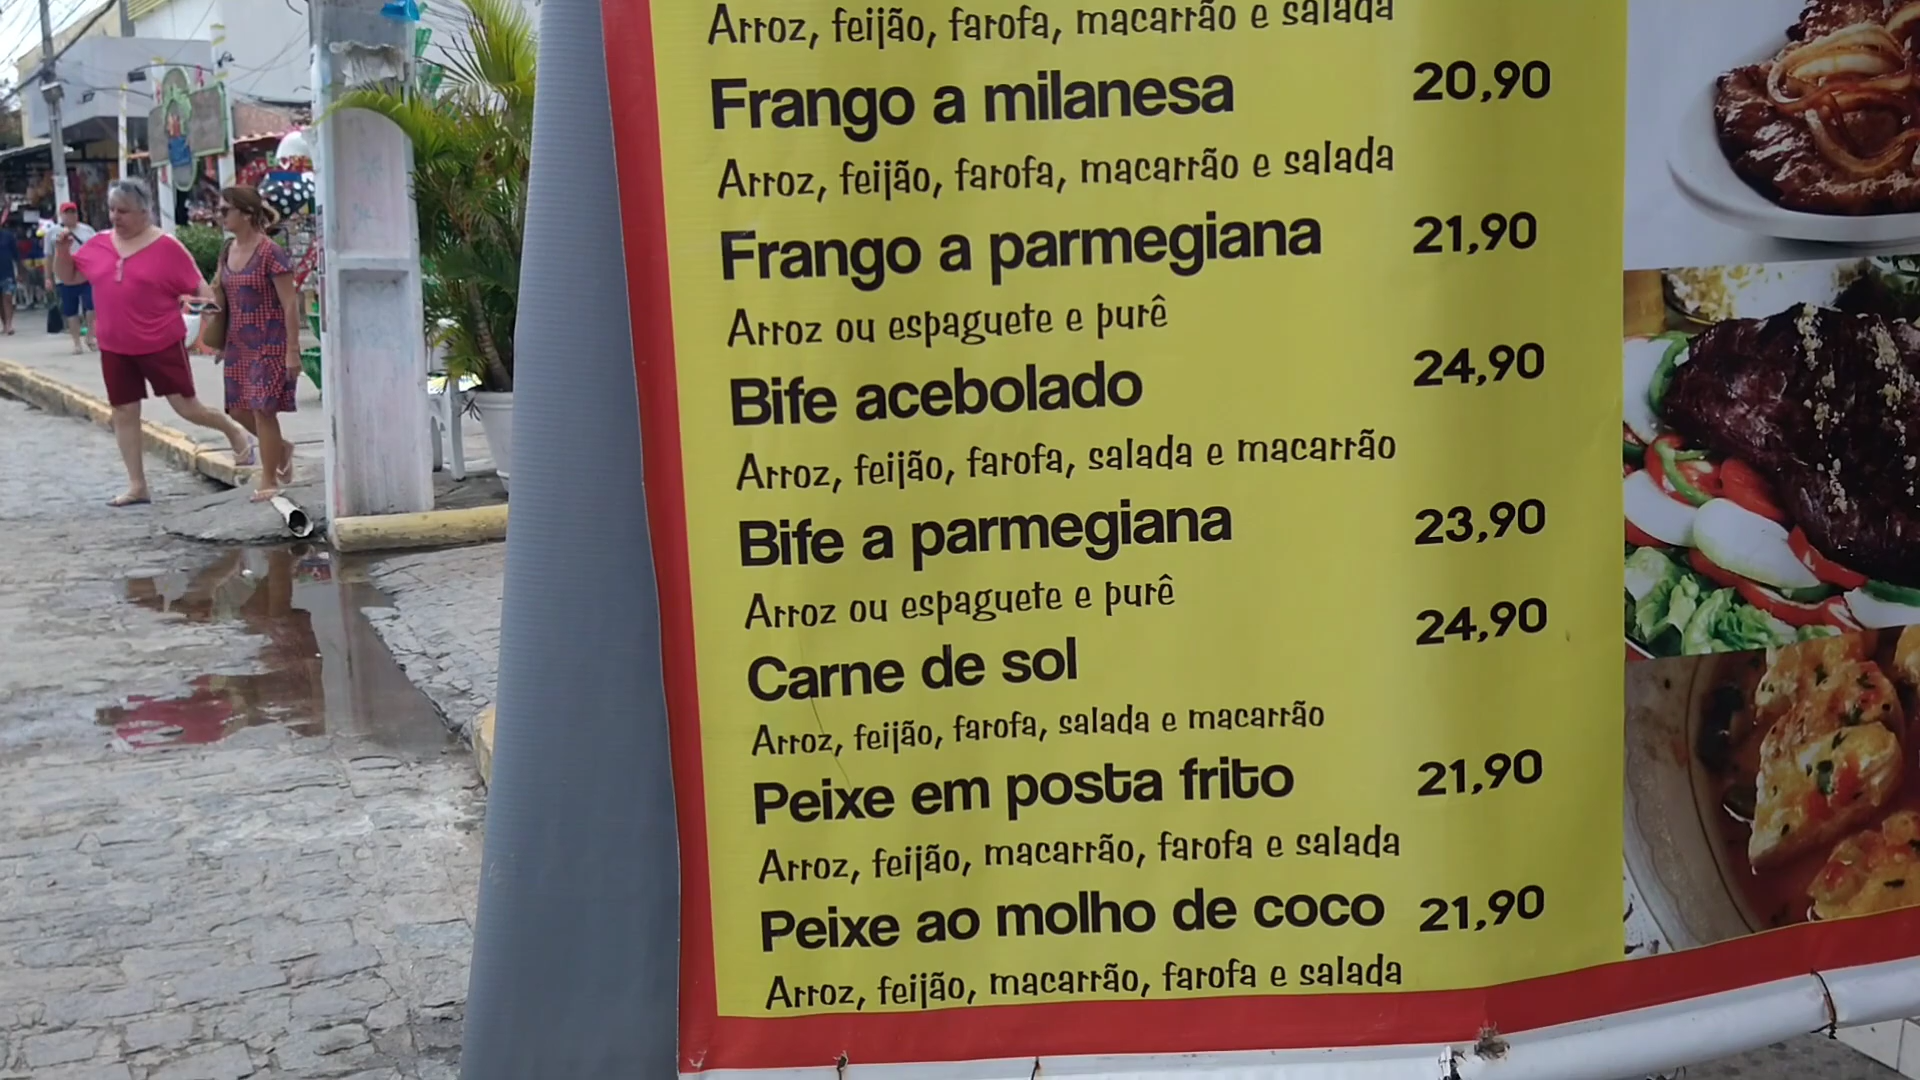 Arroz, feijão, farofa, macarrão e salada
Frango a milanesa 20,90
Arroz, feijão, farofa, macarrão e salada
Frango a parmegiana 21,90
Arroz ou espaguete e purê
Bife acebolado 24,90
Arroz, feijão, farofa, salada e macarrão
Bife a parmegiana 23,90
Arroz ou espaguete e purê
Carne de sol 24,90
Arroz, feijão, farofa, salada e macarrão
Peixe em posta frito 21,90
Arroz, feijão, macarrão, farofa e salada
Peixe ao molho de coco 21,90
Arroz, feijão, macarrão, farofa e salada